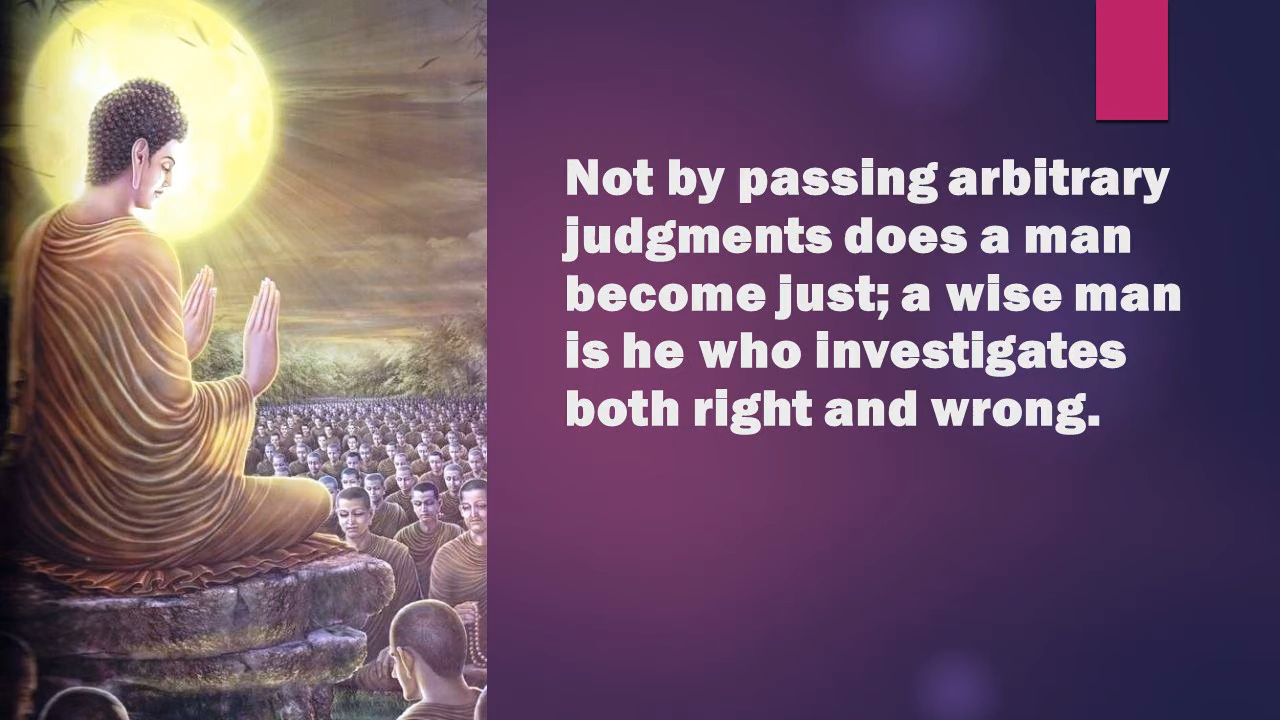 Not by passing arbitrary
judgments does a man
become just; a wise man
is he who investigates
both right and wrong.